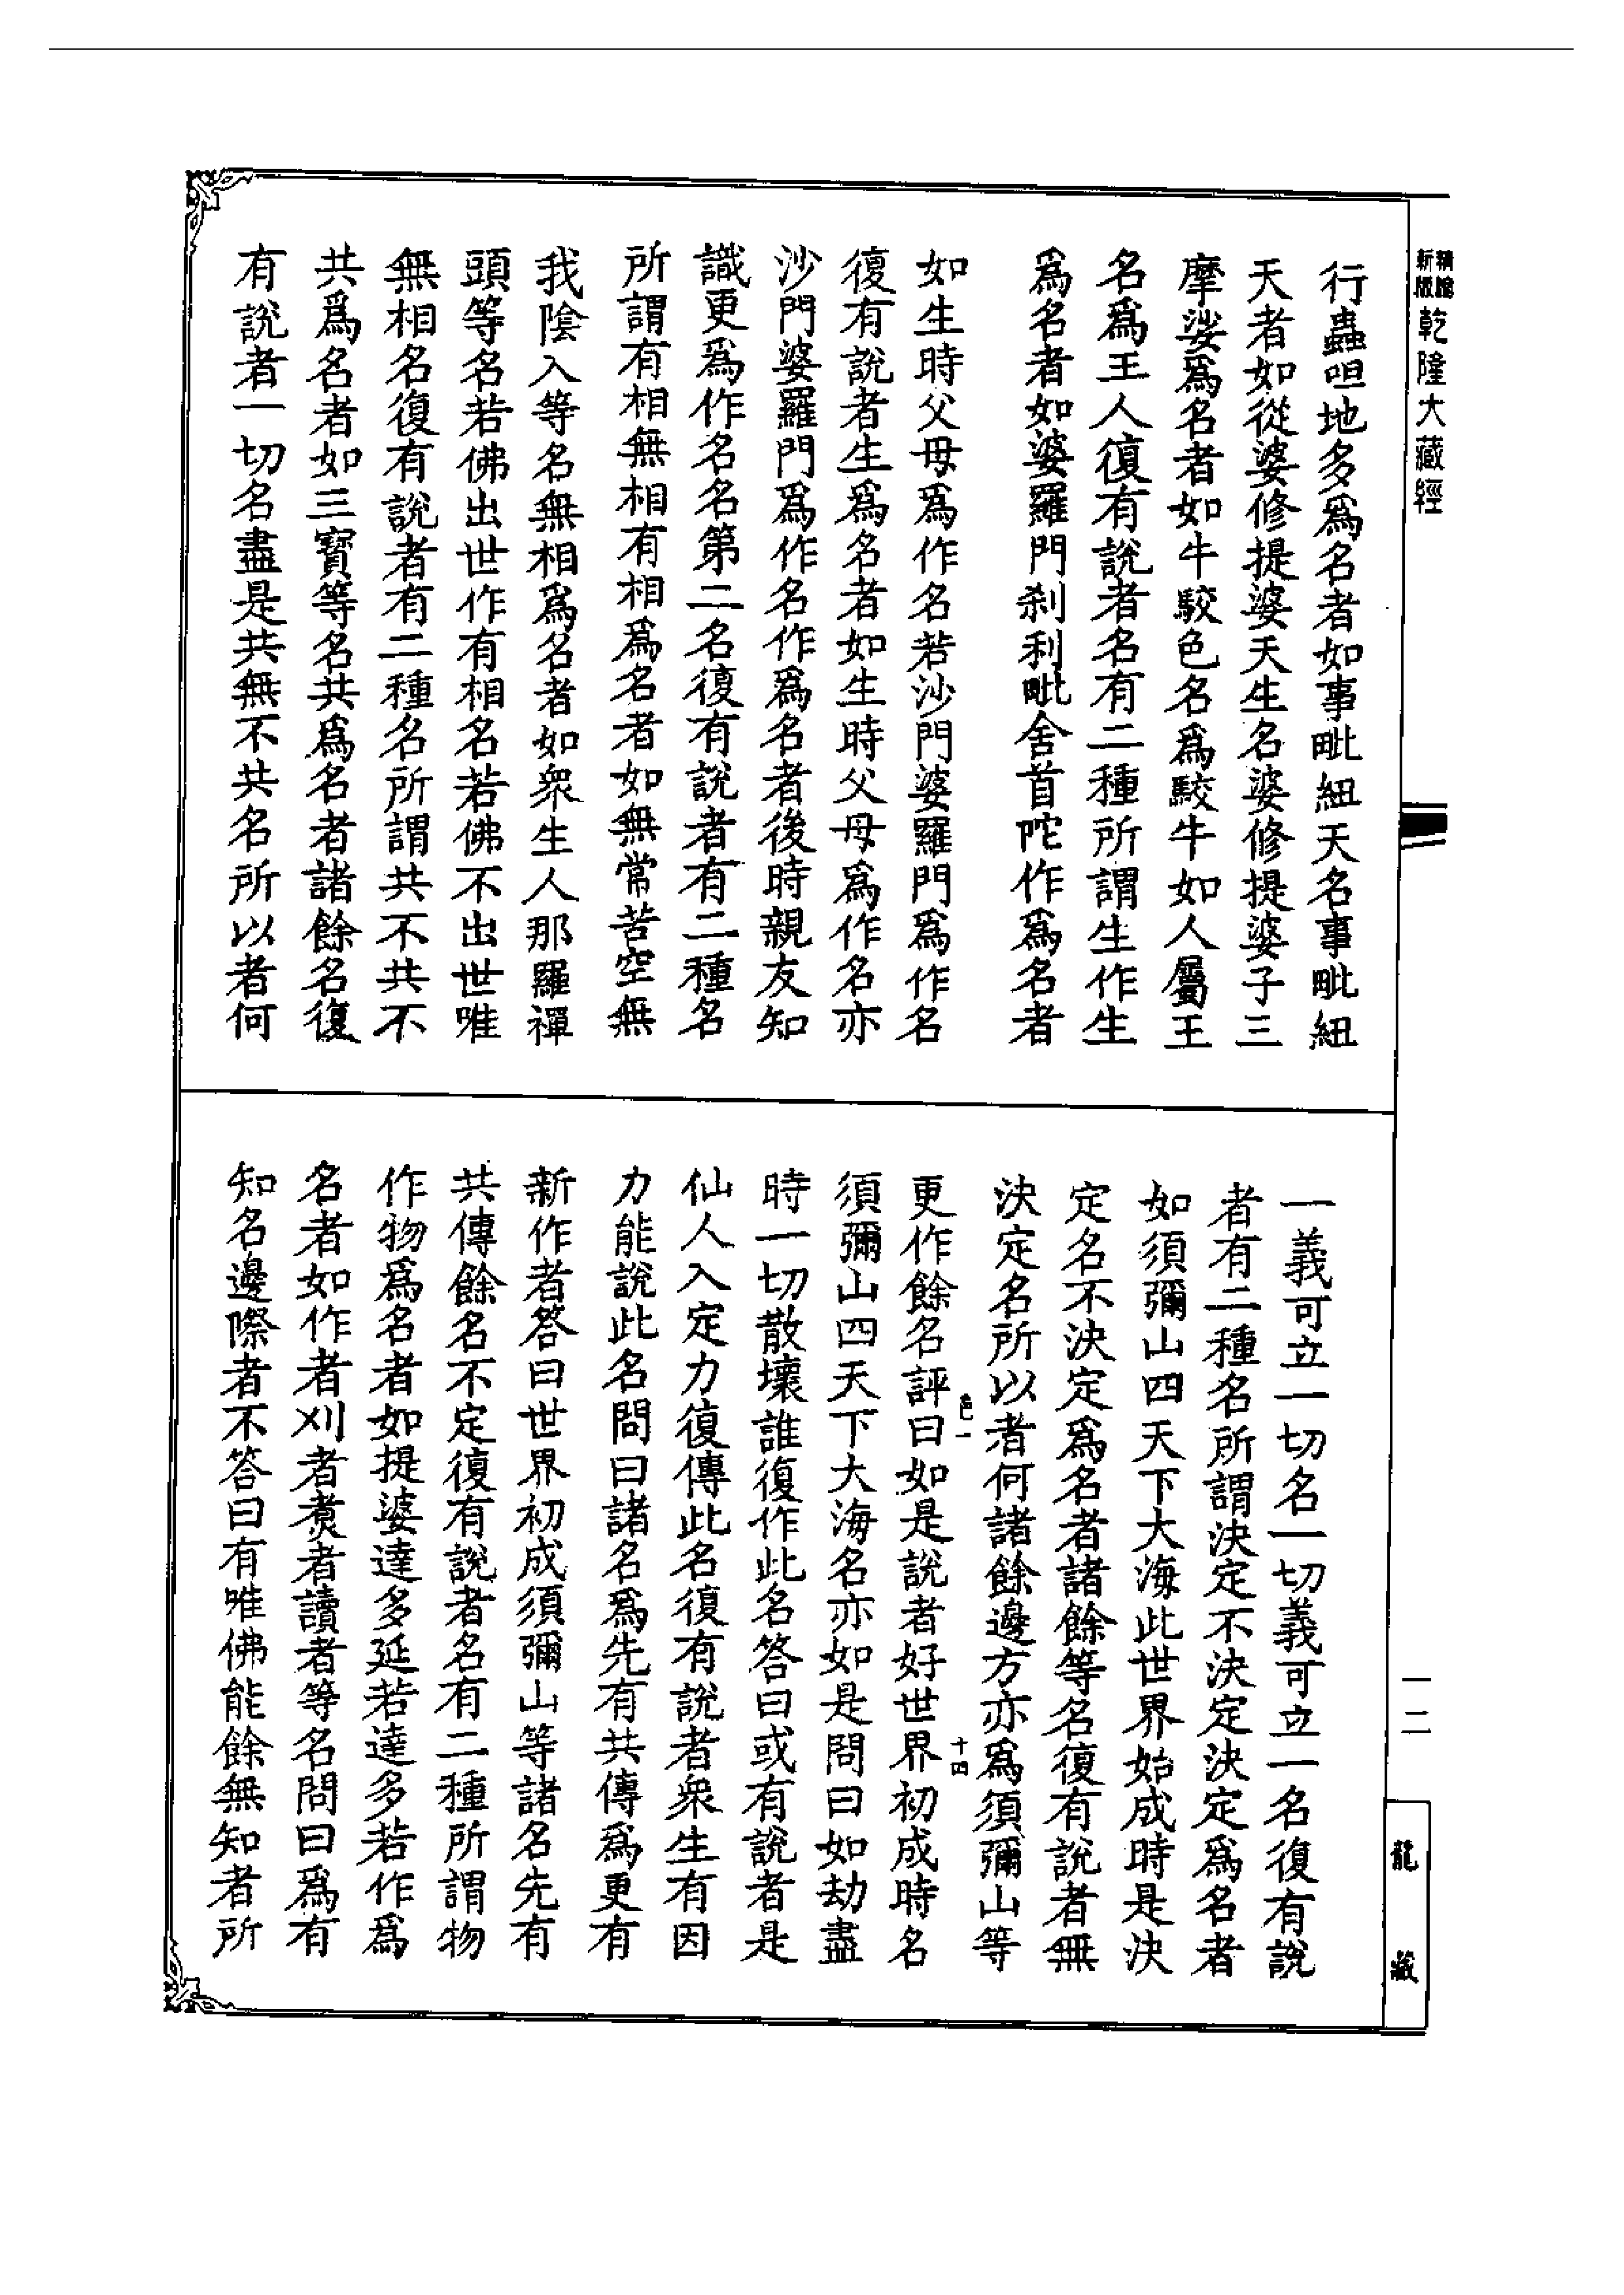 精繪新版乾隆大藏經
行蟲呾地多爲名者如事毗紐天名事毗紐
天者如從婆修提婆天生名婆修提婆子三
摩娑爲名者如牛駮色名爲駮牛如人屬王
名爲王人復有說者名有二種所謂生作生
爲名者如婆羅門刹利毗舍首陀作爲名者
如生時父母爲作名若沙門婆羅門爲作名
復有說者生爲名者如生時父母爲作名亦
沙門婆羅門爲作名作爲名者後時親友知
識更爲作名名第二名復有說者有二種名
所謂有相無相有相爲名者如無常苦空無
我陰入等名無相爲名者如衆生人那羅禪
頭等名若佛出世作有相名若佛不出世唯
無相名復有說者有二種名所謂共不共不
共爲名者如三寶等名共爲名者諸餘名復
有說者一切名盡是共無不共名所以者何
一義可立一切名一切義可立一名復有說
者有二種名所謂決定不決定決定爲名者
如須彌山四天下大海此世界始成時是決
定名不決定爲名者諸餘等名復有說者無
決定名所以者何諸餘邊方亦爲須彌山等
更作餘名評曰如是說者好世界初成時名
色一
十四
須彌山四天下大海名亦如是問曰如劫盡
時一切散壞誰復作此名答曰或有說者是
仙人入定力復傳此名復有說者衆生有因
力能說此名問曰諸名爲先有共傳爲更有
新作者答曰世界初成須彌山等諸名先有
共傳餘名不定復有說者名有二種所謂物
作物爲名者如提婆達多延若達多若作爲
名者如作者刈者煑者讀者等名問曰爲有
知名邊際者不答曰有唯佛能餘無知者所
一二
龍藏